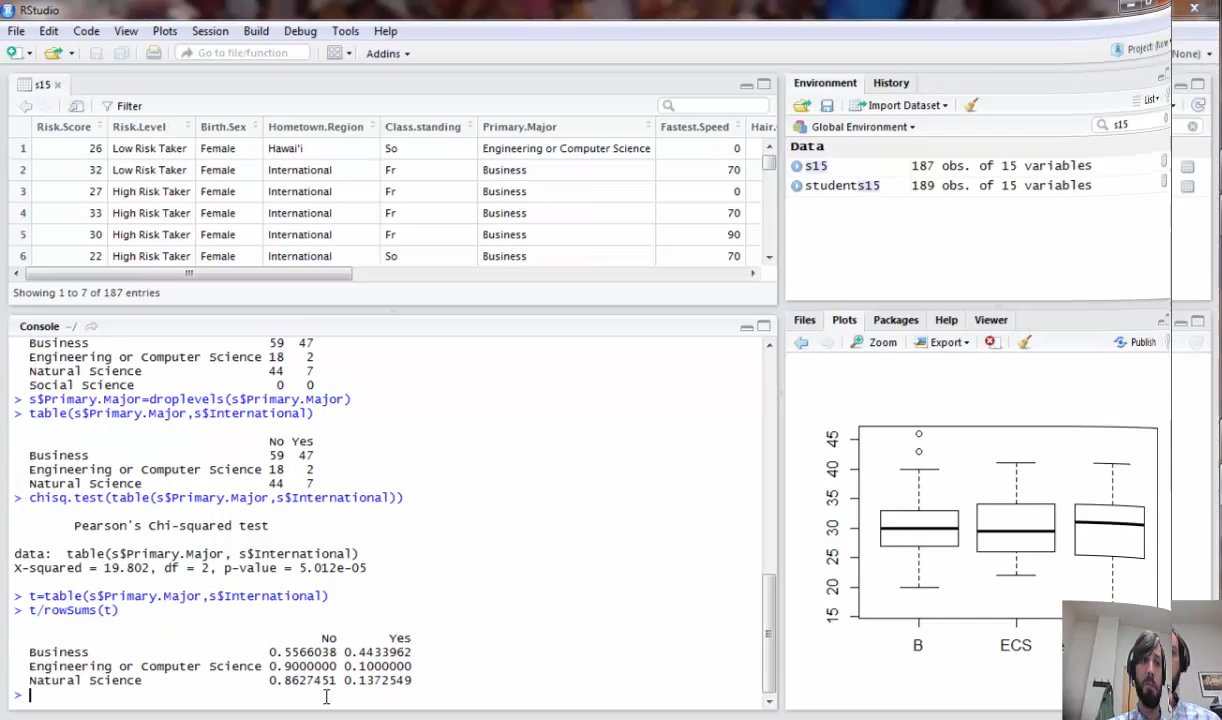 RStudio
File Edit Code View Plots Session Build Debug Tools Help
Go to file/function Addins Project: (None) None)
s15
Filter
Risk.Score Risk.Level Birth.Sex Hometown.Region Class.standing Primary.Major Fastest.Speed Hair.
1 26 Low Risk Taker Female Hawai'i So Engineering or Computer Science 0
2 32 Low Risk Taker Female International Fr Business 70
3 27 High Risk Taker Female International Fr Business 0
4 33 High Risk Taker Female International Fr Business 70
5 30 High Risk Taker Female International Fr Business 90
6 22 High Risk Taker Female International So Business 70
Showing 1 to 7 of 187 entries
Console ~/
Business 59 47
Engineering or Computer Science 18 2
Natural Science 44 7
Social Science 0 0
> s$Primary.Major=droplevels(s$Primary.Major)
> table(s$Primary.Major,s$International)
No Yes
Business 59 47
Engineering or Computer Science 18 2
Natural Science 44 7
> chisq.test(table(s$Primary.Major,s$International))
Pearson's Chi-squared test
data: table(s$Primary.Major, s$International)
X-squared = 19.802, df = 2, p-value = 5.012e-05
> t=table(s$Primary.Major,s$International)
> t/rowSums(t)
No Yes
Business 0.5566038 0.4433962
Engineering or Computer Science 0.9000000 0.1000000
Natural Science 0.8627451 0.1372549
>
Environment History
Import Dataset List
Global Environment s15
Data
s15 187 obs. of 15 variables
students15 189 obs. of 15 variables
Files Plots Packages Help Viewer
Zoom Export Publish
45
40
35
30
25
20
15
B ECS